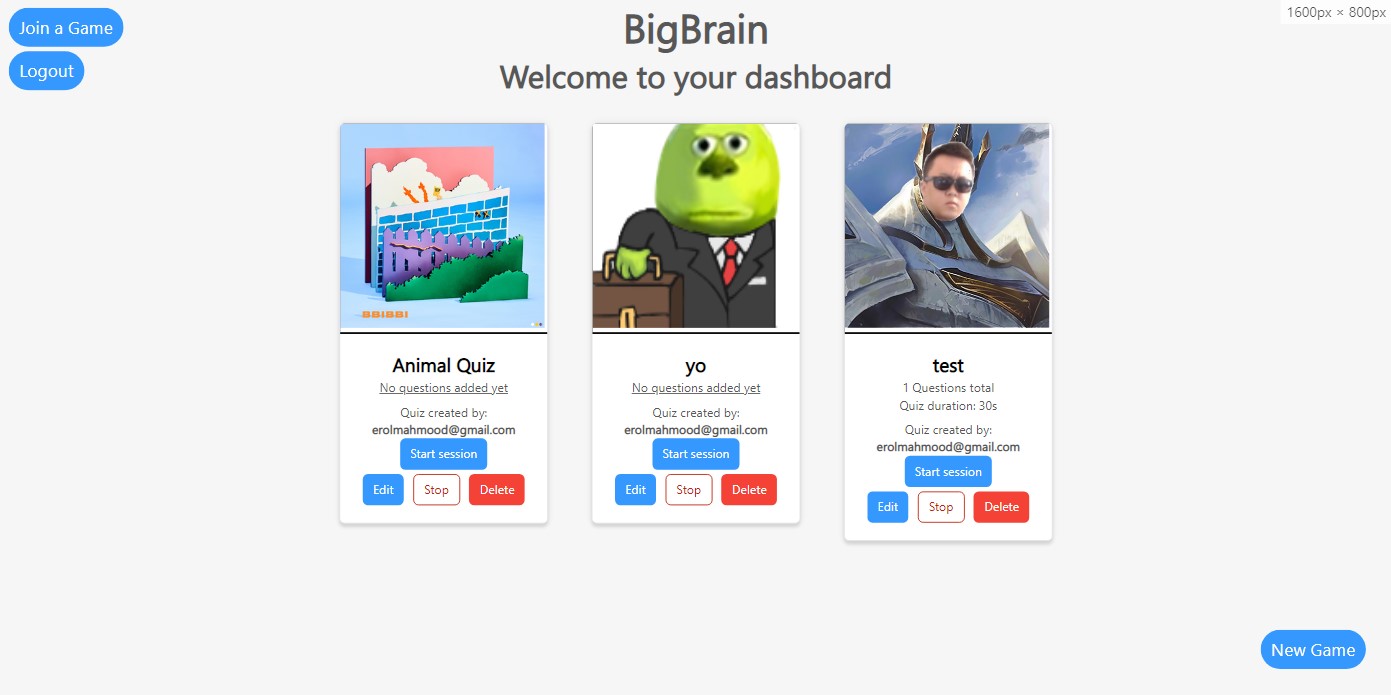 Join a Game
Logout
BigBrain
Welcome to your dashboard
1600px × 800px
Animal Quiz
No questions added yet
Quiz created by:
erolmahmood@gmail.com
Start session
Edit Stop Delete
yo
No questions added yet
Quiz created by:
erolmahmood@gmail.com
Start session
Edit Stop Delete
test
1 Questions total
Quiz duration: 30s
Quiz created by:
erolmahmood@gmail.com
Start session
Edit Stop Delete
New Game